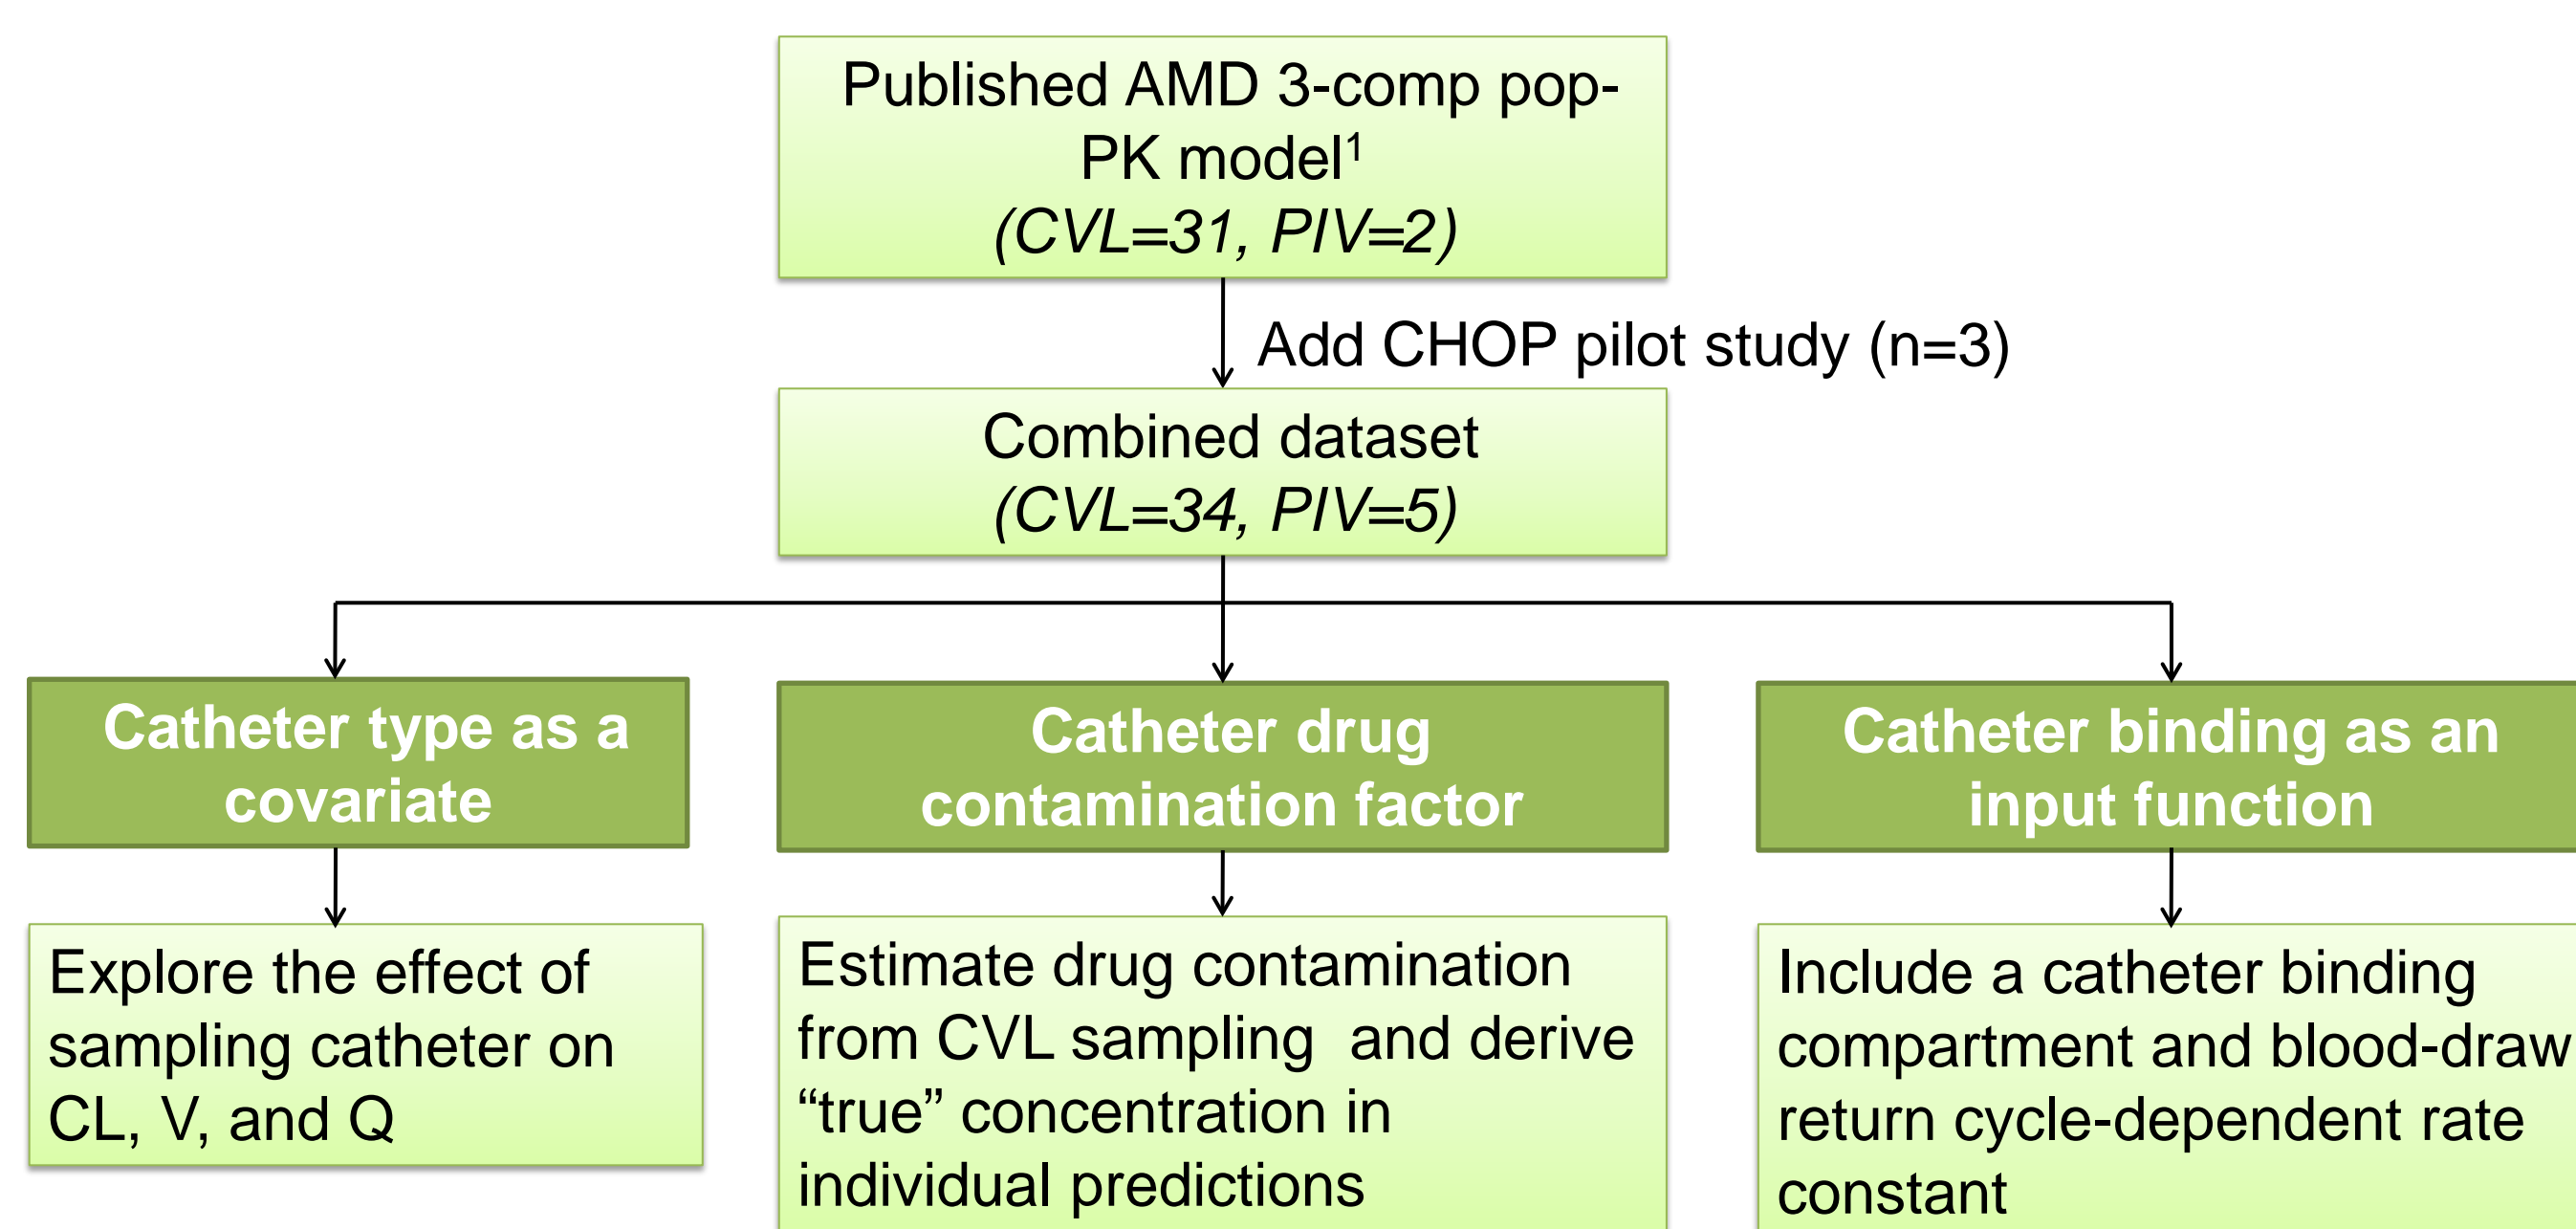 Published AMD 3-comp pop-
PK model¹
(CVL=31, PIV=2)
Add CHOP pilot study (n=3)
Combined dataset
(CVL=34, PIV=5)
Catheter type as a
covariate
Explore the effect of
sampling catheter on
CL, V, and Q
Catheter drug
contamination factor
Estimate drug contamination
from CVL sampling and derive
“true” concentration in
individual predictions
Catheter binding as an
input function
Include a catheter binding
compartment and blood-draw
return cycle-dependent rate
constant